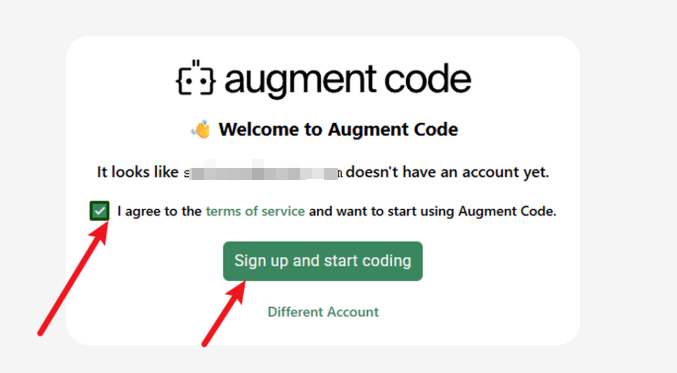 augment code
👋 Welcome to Augment Code
It looks like doesn't have an account yet.
I agree to the terms of service and want to start using Augment Code.
Sign up and start coding
Different Account